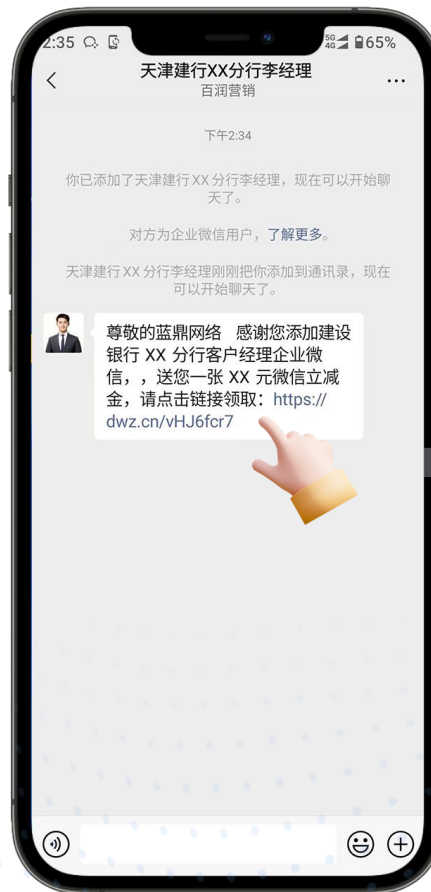 2:35
5G
4G
65%
天津建行XX分行李经理
百润营销
下午2:34
你已添加了天津建行XX分行李经理，现在可以开始聊
天了。
对方为企业微信用户，了解更多。
天津建行XX分行李经理刚刚把你添加到通讯录，现在
可以开始聊天了。
尊敬的蓝鼎网络 感谢您添加建设
银行 XX 分行客户经理企业微
信，，送您一张 XX 元微信立减
金，请点击链接领取：https://
dwz.cn/vHJ6fcr7